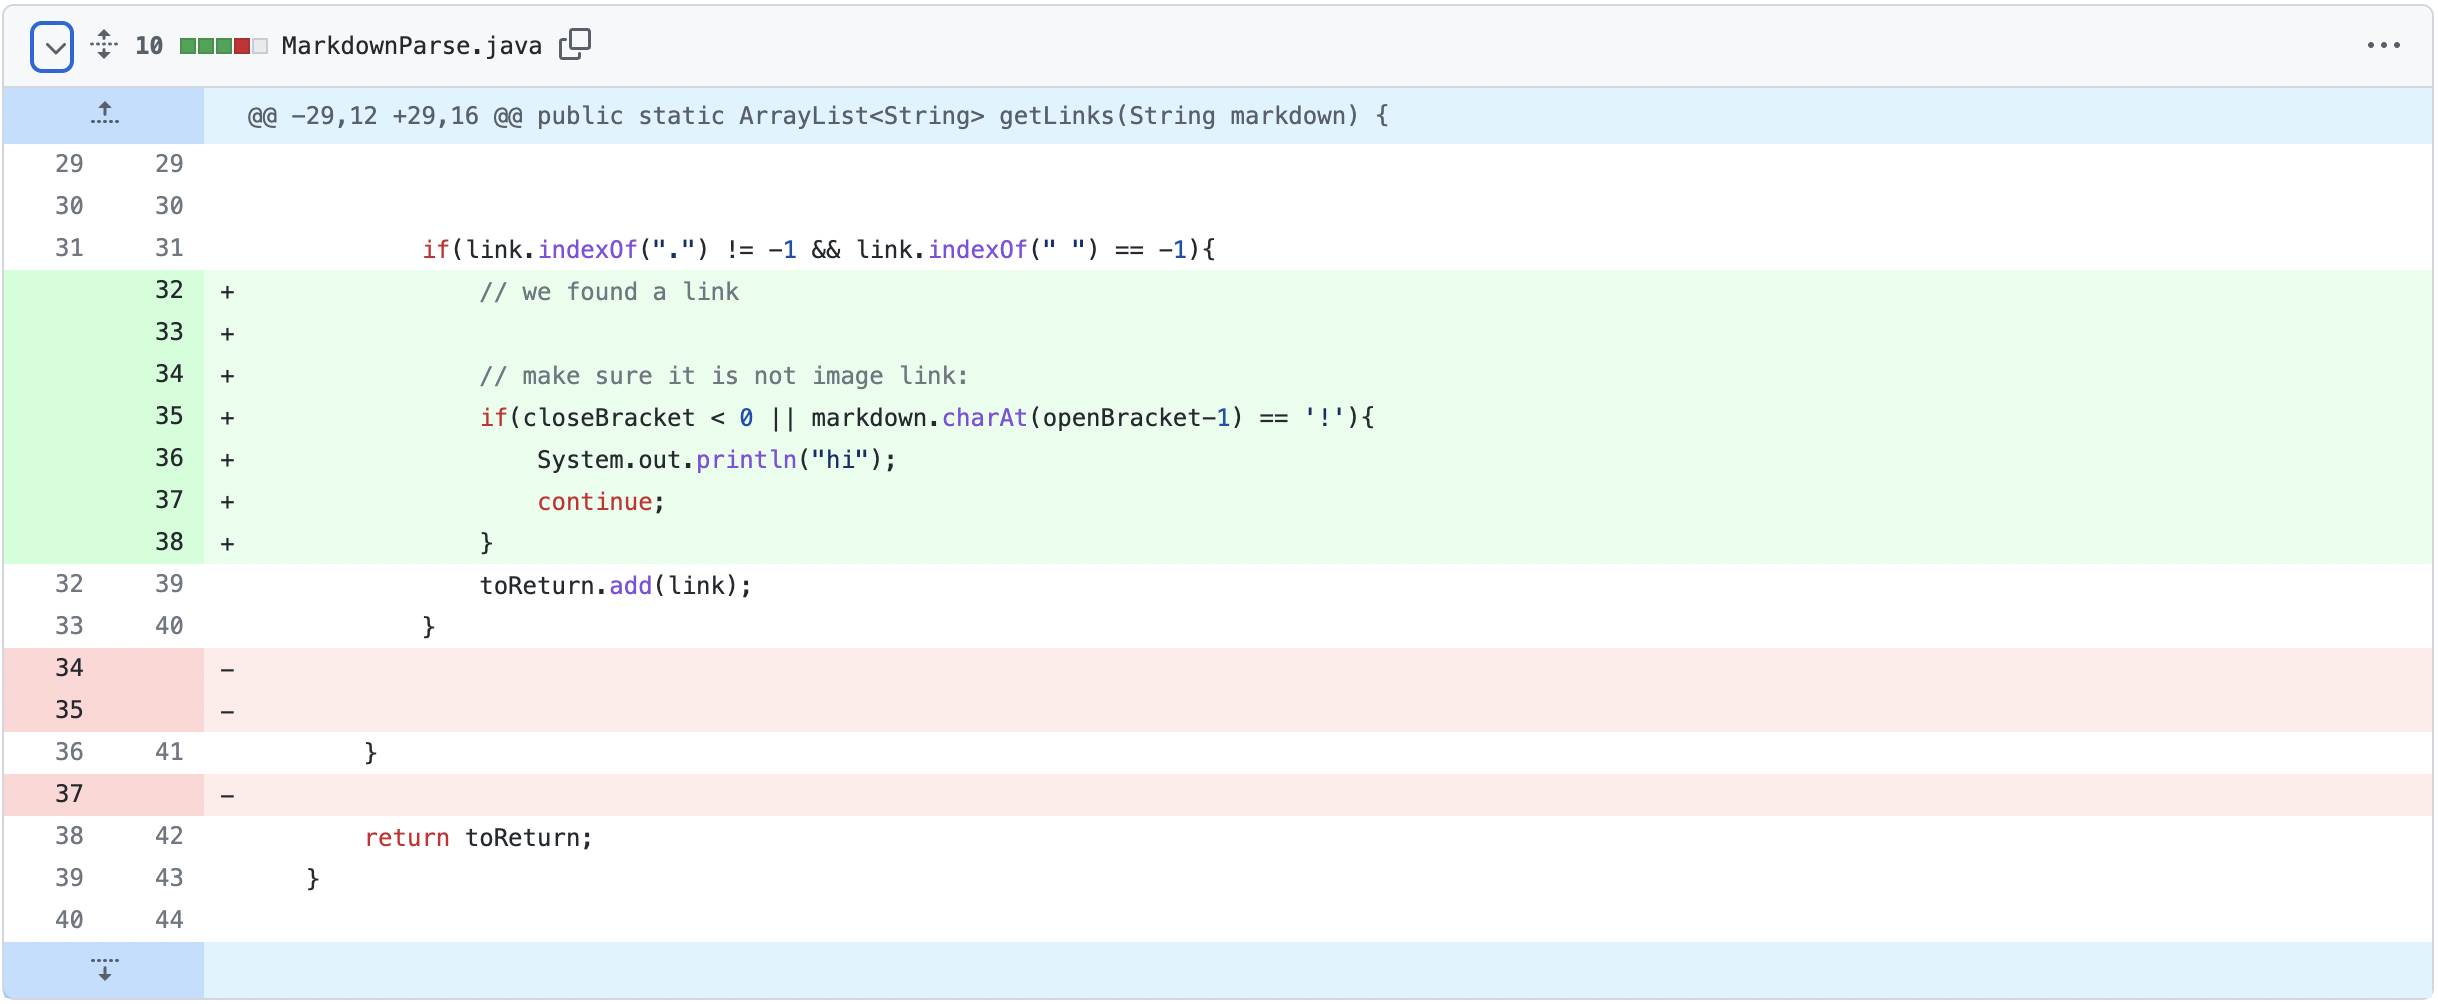 10 MarkdownParse.java
@@ -29,12 +29,16 @@ public static ArrayList<String> getLinks(String markdown) {
29 29
30 30
31 31 if(link.indexOf(".") != -1 && link.indexOf(" ") == -1){
32 + // we found a link
33 +
34 + // make sure it is not image link:
35 + if(closeBracket < 0 || markdown.charAt(openBracket-1) == '!'){
36 + System.out.println("hi");
37 + continue;
38 + }
32 39 toReturn.add(link);
33 40 }
34 -
35 -
36 41 }
37 -
38 42 return toReturn;
39 43 }
40 44